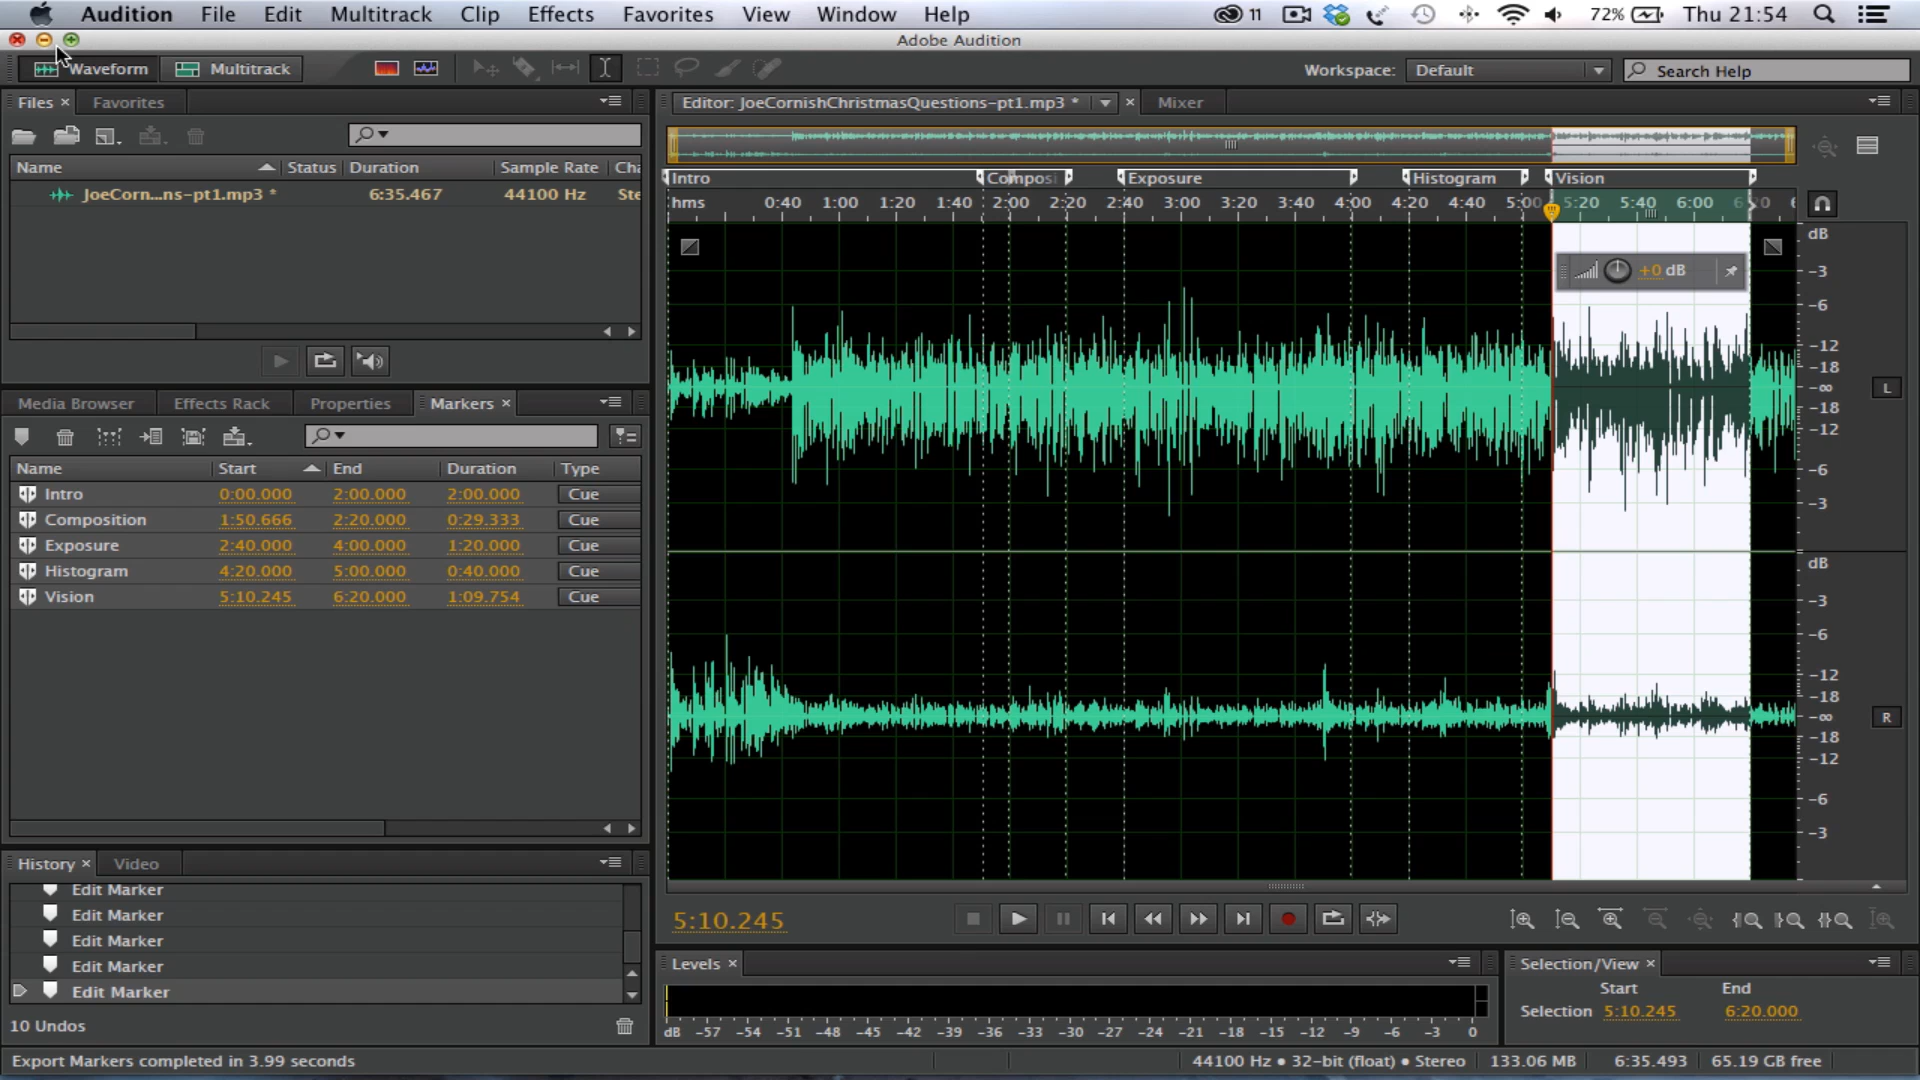 Audition File Edit Multitrack Clip Effects Favorites View Window Help 11 72% Thu 21:54
Adobe Audition
Waveform Multitrack Workspace: Default Search Help
Files × Favorites
Name Status Duration Sample Rate Cha
JoeCorn...ns-pt1.mp3 * 6:35.467 44100 Hz Ste
Media Browser Effects Rack Properties Markers ×
Name Start End Duration Type
Intro 0:00.000 2:00.000 2:00.000 Cue
Composition 1:50.666 2:20.000 0:29.333 Cue
Exposure 2:40.000 4:00.000 1:20.000 Cue
Histogram 4:20.000 5:00.000 0:40.000 Cue
Vision 5:10.245 6:20.000 1:09.754 Cue
History × Video
Edit Marker
Edit Marker
Edit Marker
Edit Marker
Edit Marker
10 Undos
Export Markers completed in 3.99 seconds
Editor: JoeCornishChristmasQuestions-pt1.mp3 * × Mixer
Intro Composi Exposure Histogram Vision
hms 0:40 1:00 1:20 1:40 2:00 2:20 2:40 3:00 3:20 3:40 4:00 4:20 4:40 5:00 5:20 5:40 6:00
+0 dB
dB
-3
-6
-12
-18
-∞
-18
-12
-6
-3
L
dB
-3
-6
-12
-18
-∞
-18
-12
-6
-3
R
5:10.245
Levels ×
dB -57 -54 -51 -48 -45 -42 -39 -36 -33 -30 -27 -24 -21 -18 -15 -12 -9 -6 -3 0
Selection/View ×
Start End
Selection 5:10.245 6:20.000
44100 Hz • 32-bit (float) • Stereo 133.06 MB 6:35.493 65.19 GB free